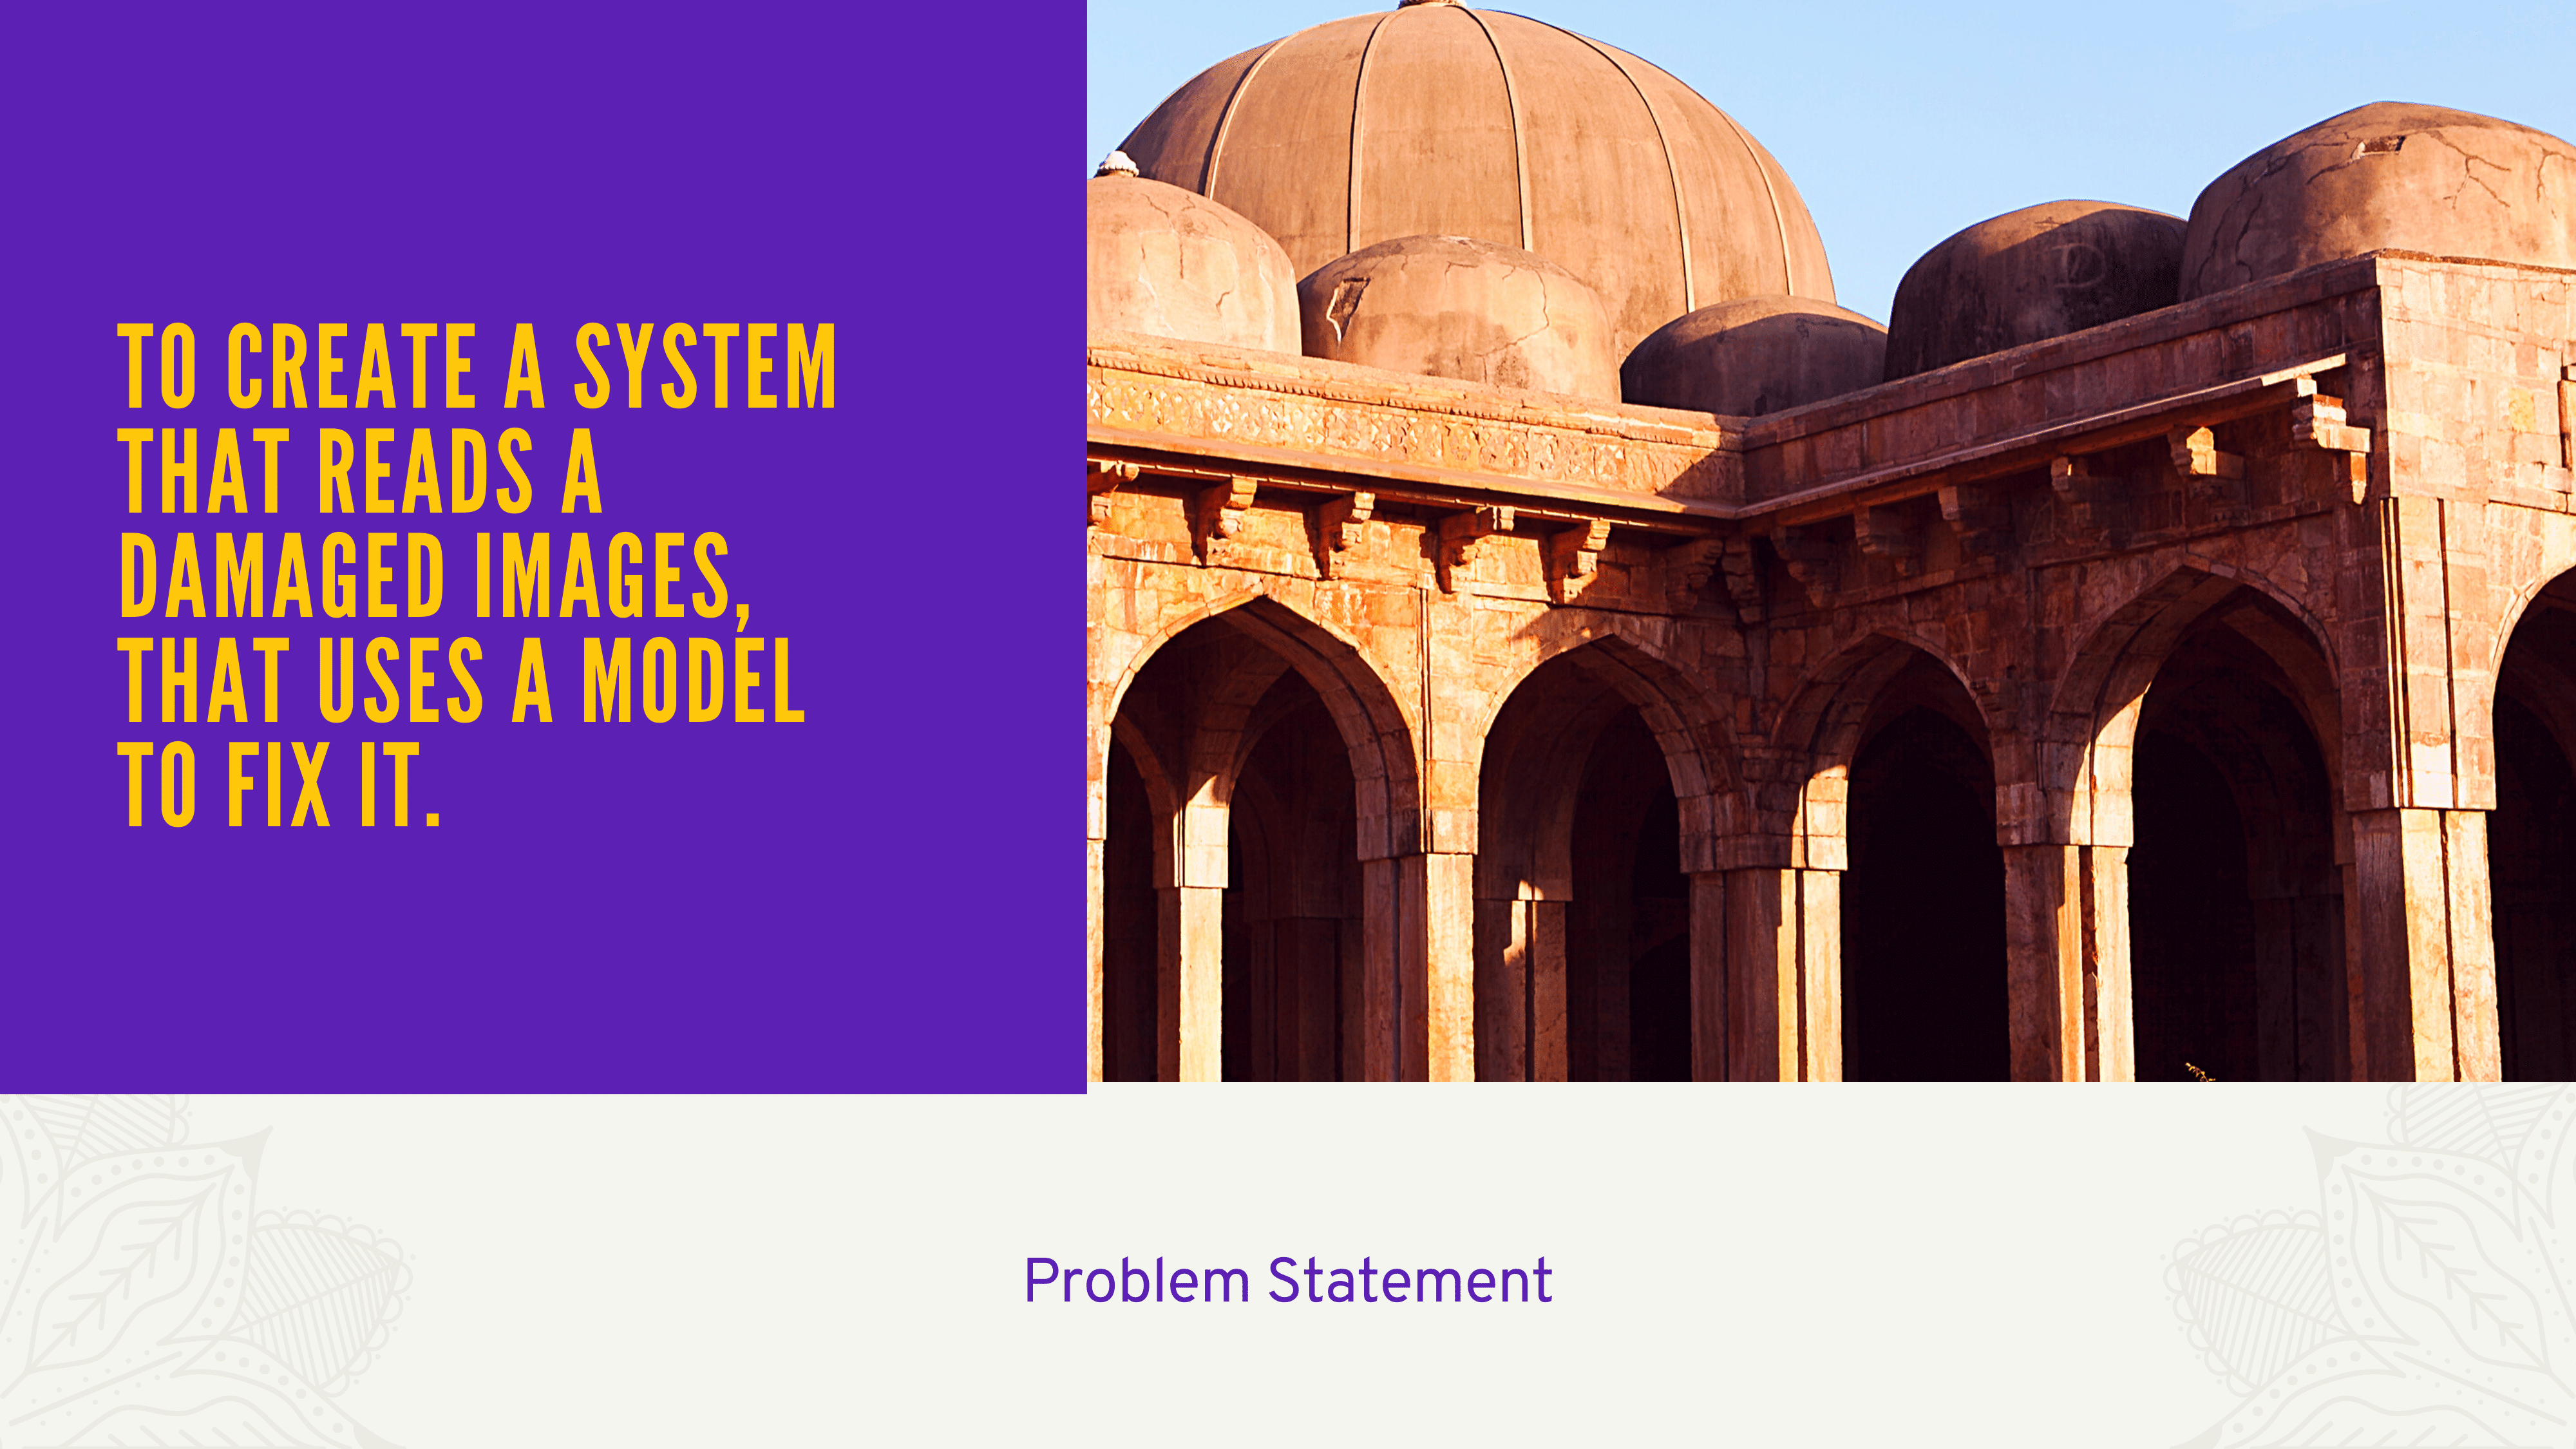 TO CREATE A SYSTEM
THAT READS A
DAMAGED IMAGES,
THAT USES A MODEL
TO FIX IT.
Problem Statement